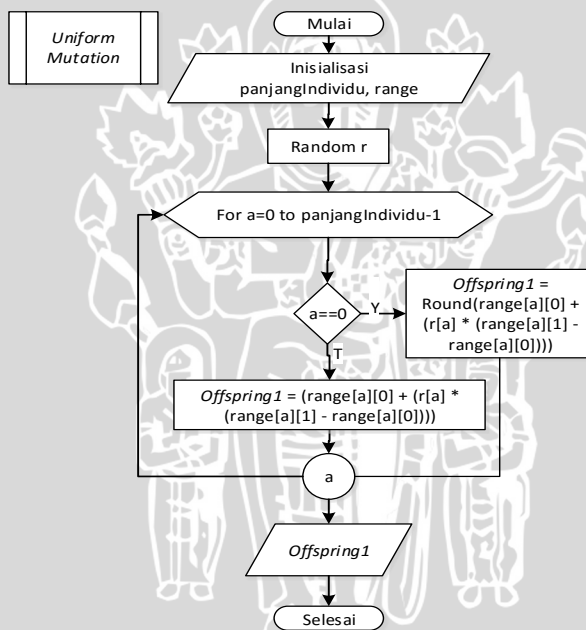 Uniform
Mutation
Mulai
Inisialisasi
panjangIndividu, range
Random r
For a=0 to panjangIndividu-1
a==0
Y
T
Offspring1 =
Round(range[a][0] +
(r[a] * (range[a][1] -
range[a][0])))
Offspring1 = (range[a][0] + (r[a] *
(range[a][1] - range[a][0])))
a
Offspring1
Selesai